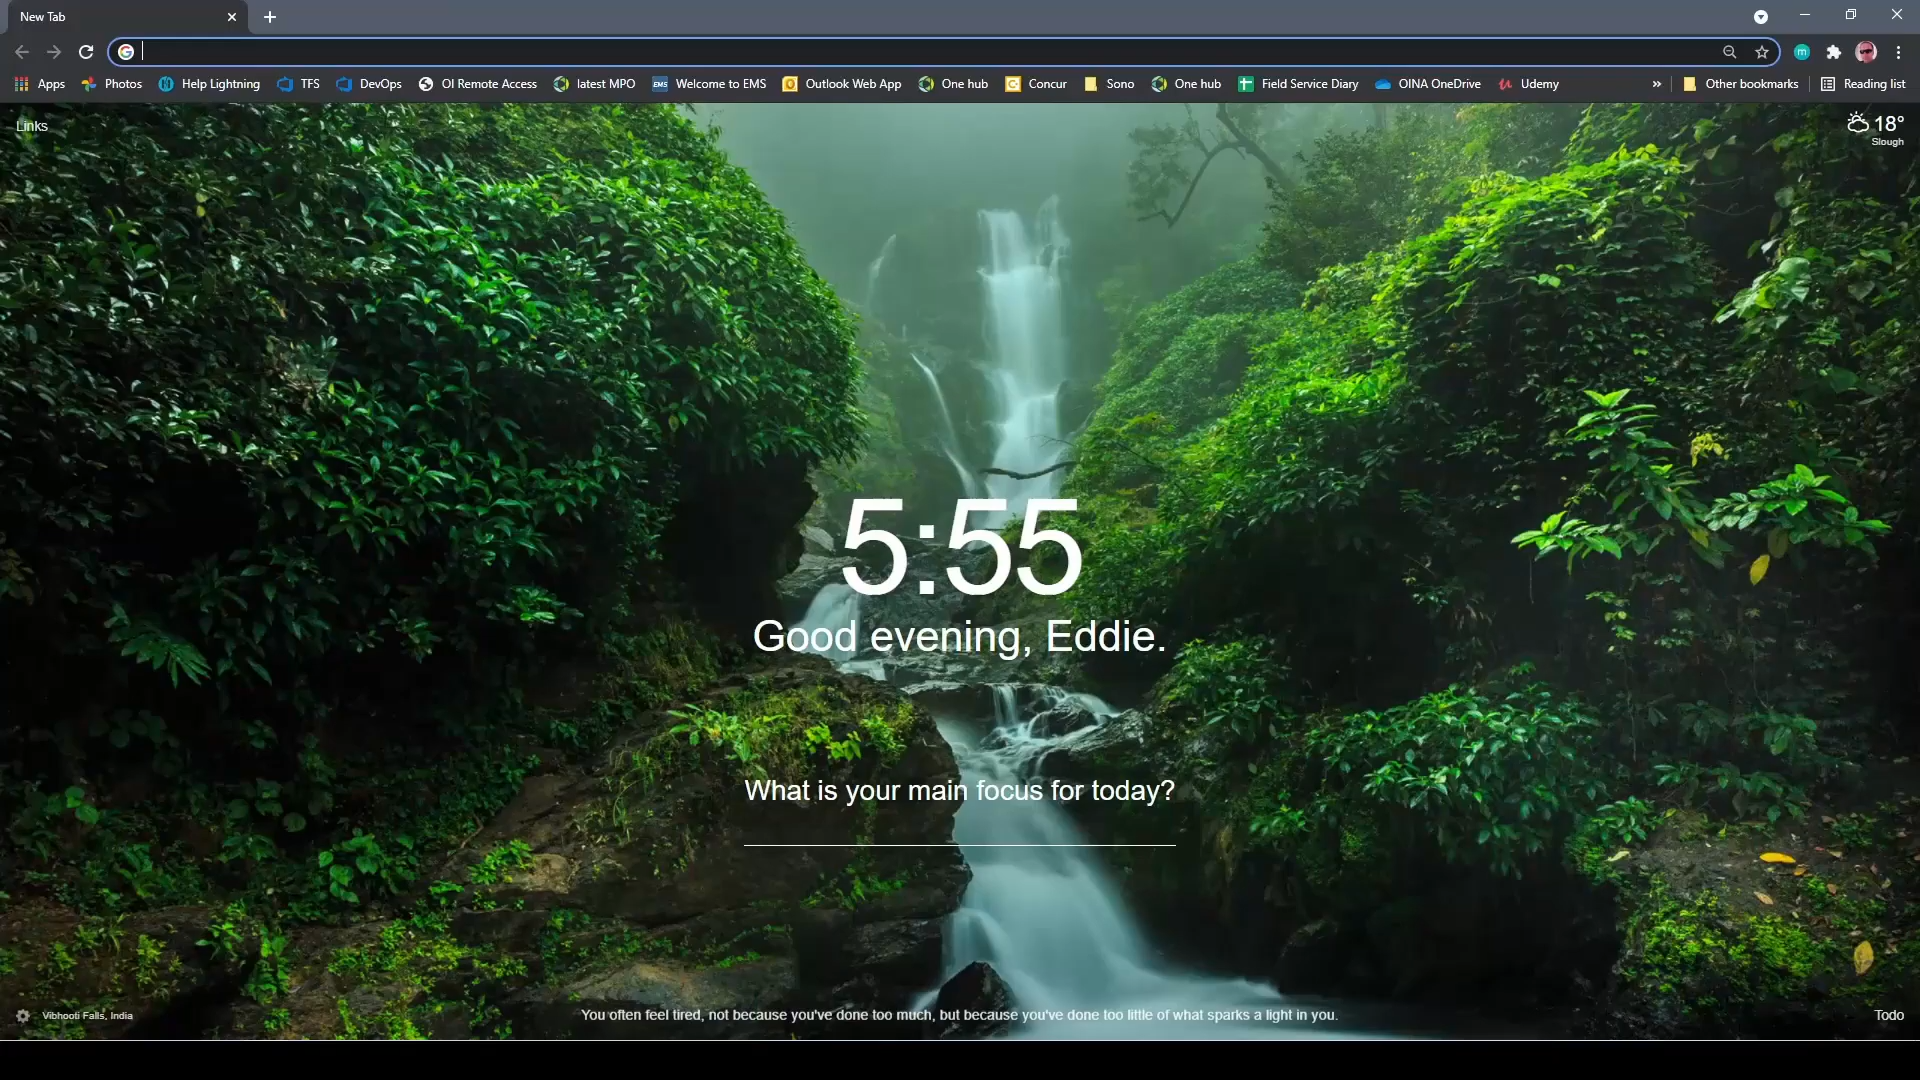 New Tab
Apps Photos Help Lightning TFS DevOps OI Remote Access latest MPO EMS Welcome to EMS Outlook Web App One hub Concur Sono One hub Field Service Diary OINA OneDrive Udemy » Other bookmarks Reading list
Links
18°
Slough
5:55
Good evening, Eddie.
What is your main focus for today?
Vibhooti Falls, India
You often feel tired, not because you've done too much, but because you've done too little of what sparks a light in you.
Todo